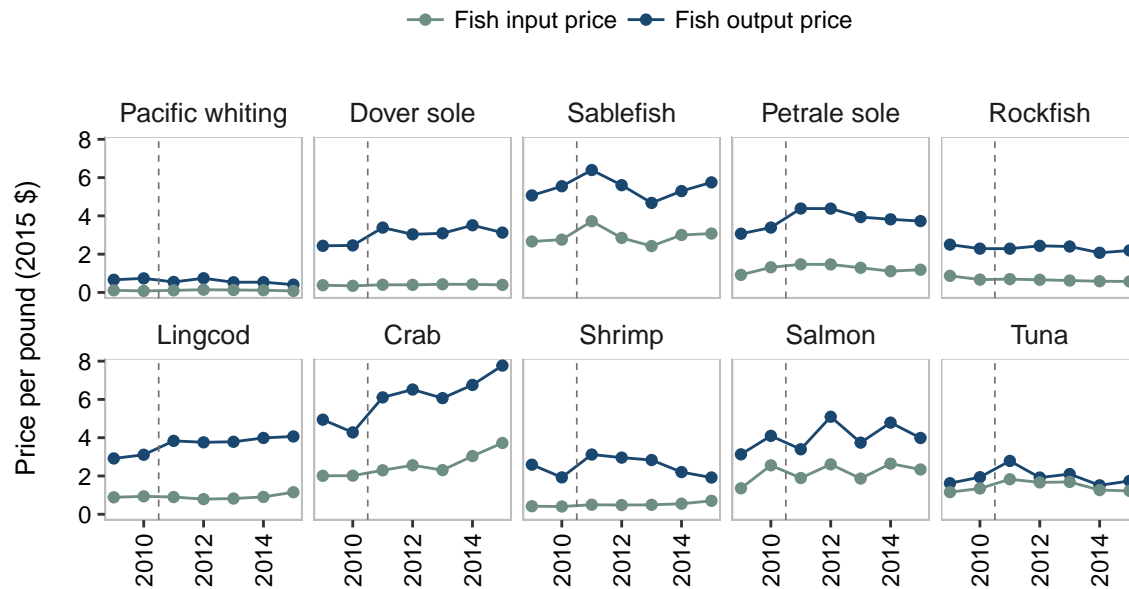 Fish input price Fish output price
Pacific whiting Dover sole Sablefish Petrale sole Rockfish
8
6
4
2
0
Price per pound (2015 $)
Lingcod Crab Shrimp Salmon Tuna
8
6
4
2
0
2010 2012 2014 2010 2012 2014 2010 2012 2014 2010 2012 2014 2010 2012 2014